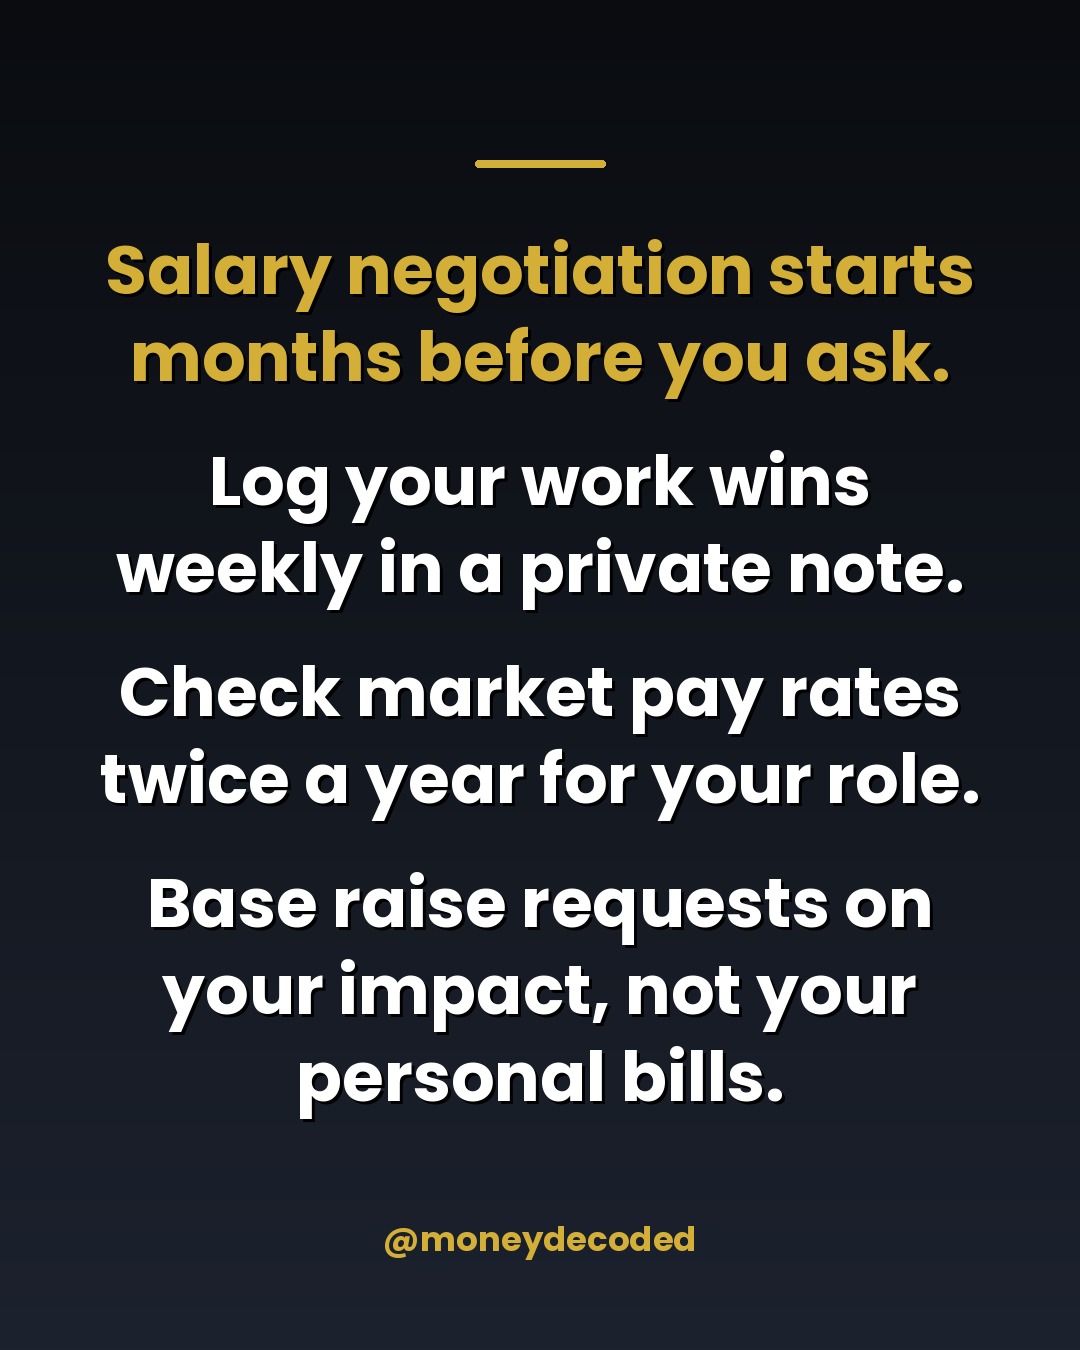 Salary negotiation starts
months before you ask.
Log your work wins
weekly in a private note.
Check market pay rates
twice a year for your role.
Base raise requests on
your impact, not your
personal bills.
@moneydecoded